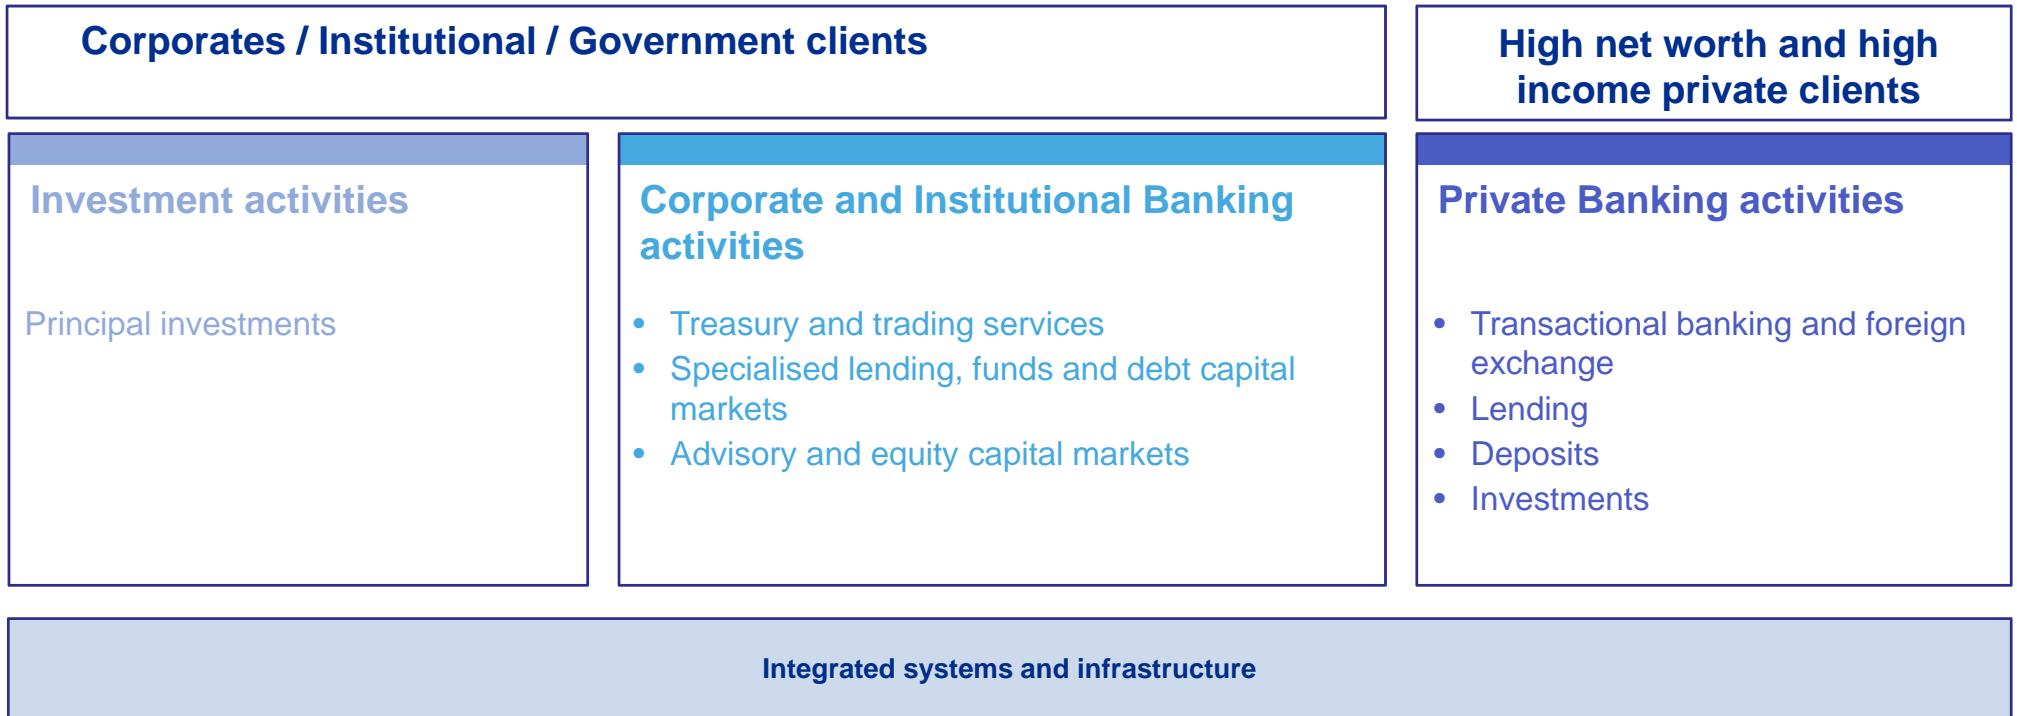 Corporates / Institutional / Government clients
High net worth and high
income private clients
Investment activities
Principal investments
Corporate and Institutional Banking
activities
• Treasury and trading services
• Specialised lending, funds and debt capital
markets
• Advisory and equity capital markets
Private Banking activities
• Transactional banking and foreign
exchange
• Lending
• Deposits
• Investments
Integrated systems and infrastructure